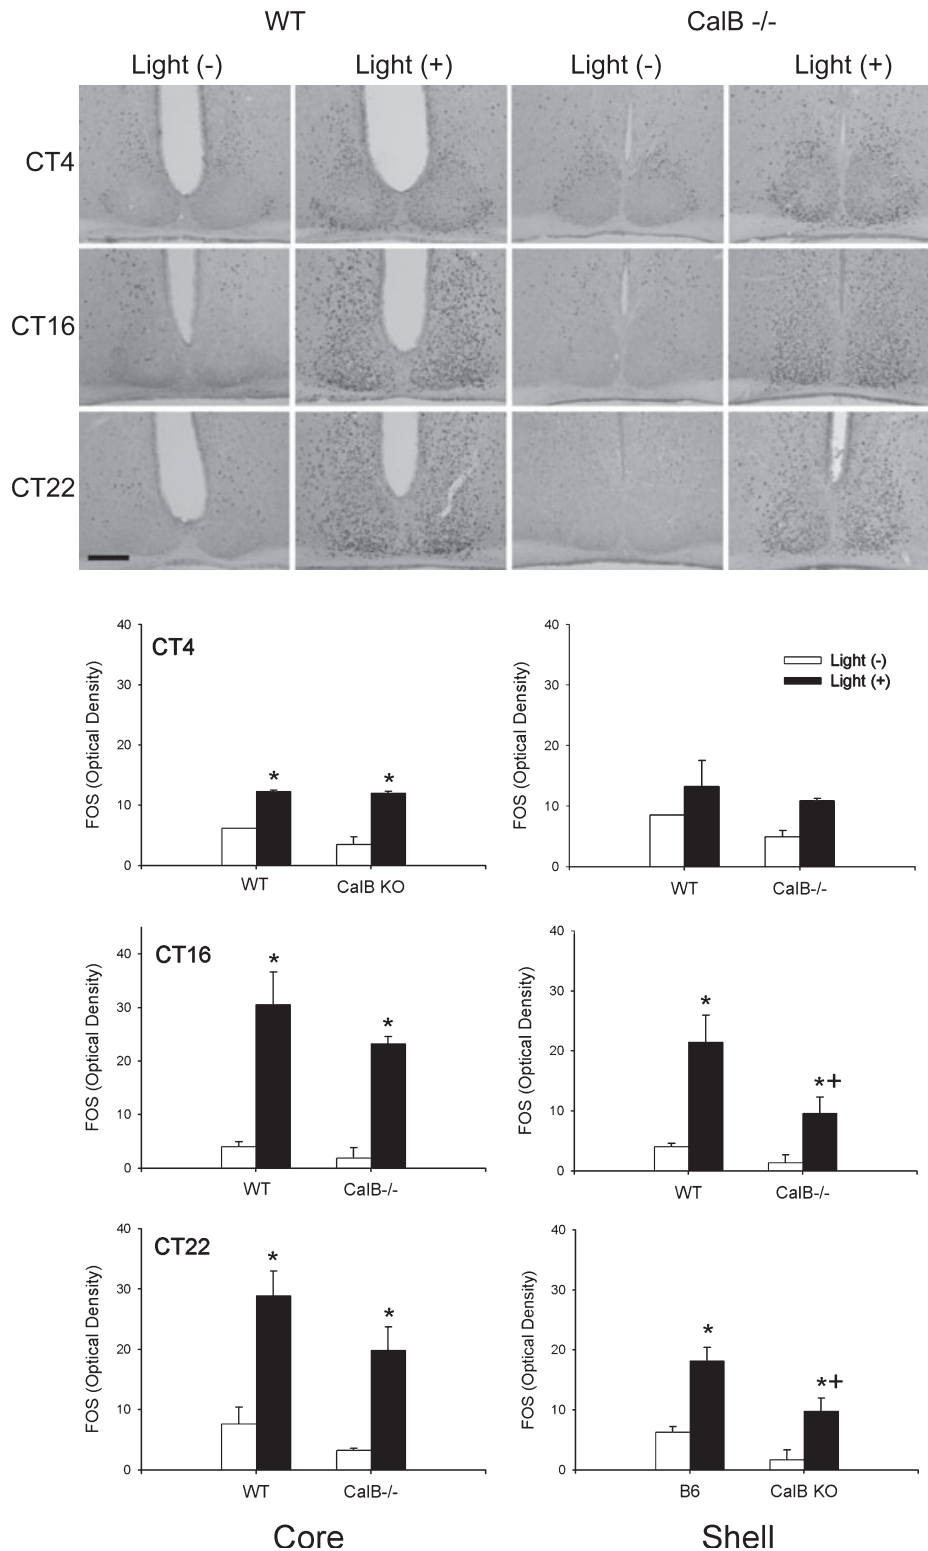 WT CalB -/-
Light (-) Light (+) Light (-) Light (+)
CT4
CT16
CT22
40
30
20
10
0
FOS (Optical Density)
CT4
*
*
WT CalB KO
40
30
20
10
0
FOS (Optical Density)
Light (-)
Light (+)
WT CalB-/-
40
30
20
10
0
FOS (Optical Density)
CT16
*
*
WT CalB-/-
40
30
20
10
0
FOS (Optical Density)
*
*+
WT CalB-/-
40
30
20
10
0
FOS (Optical Density)
CT22
*
*
WT CalB-/-
40
30
20
10
0
FOS (Optical Density)
*
*+
B6 CalB KO
Core Shell